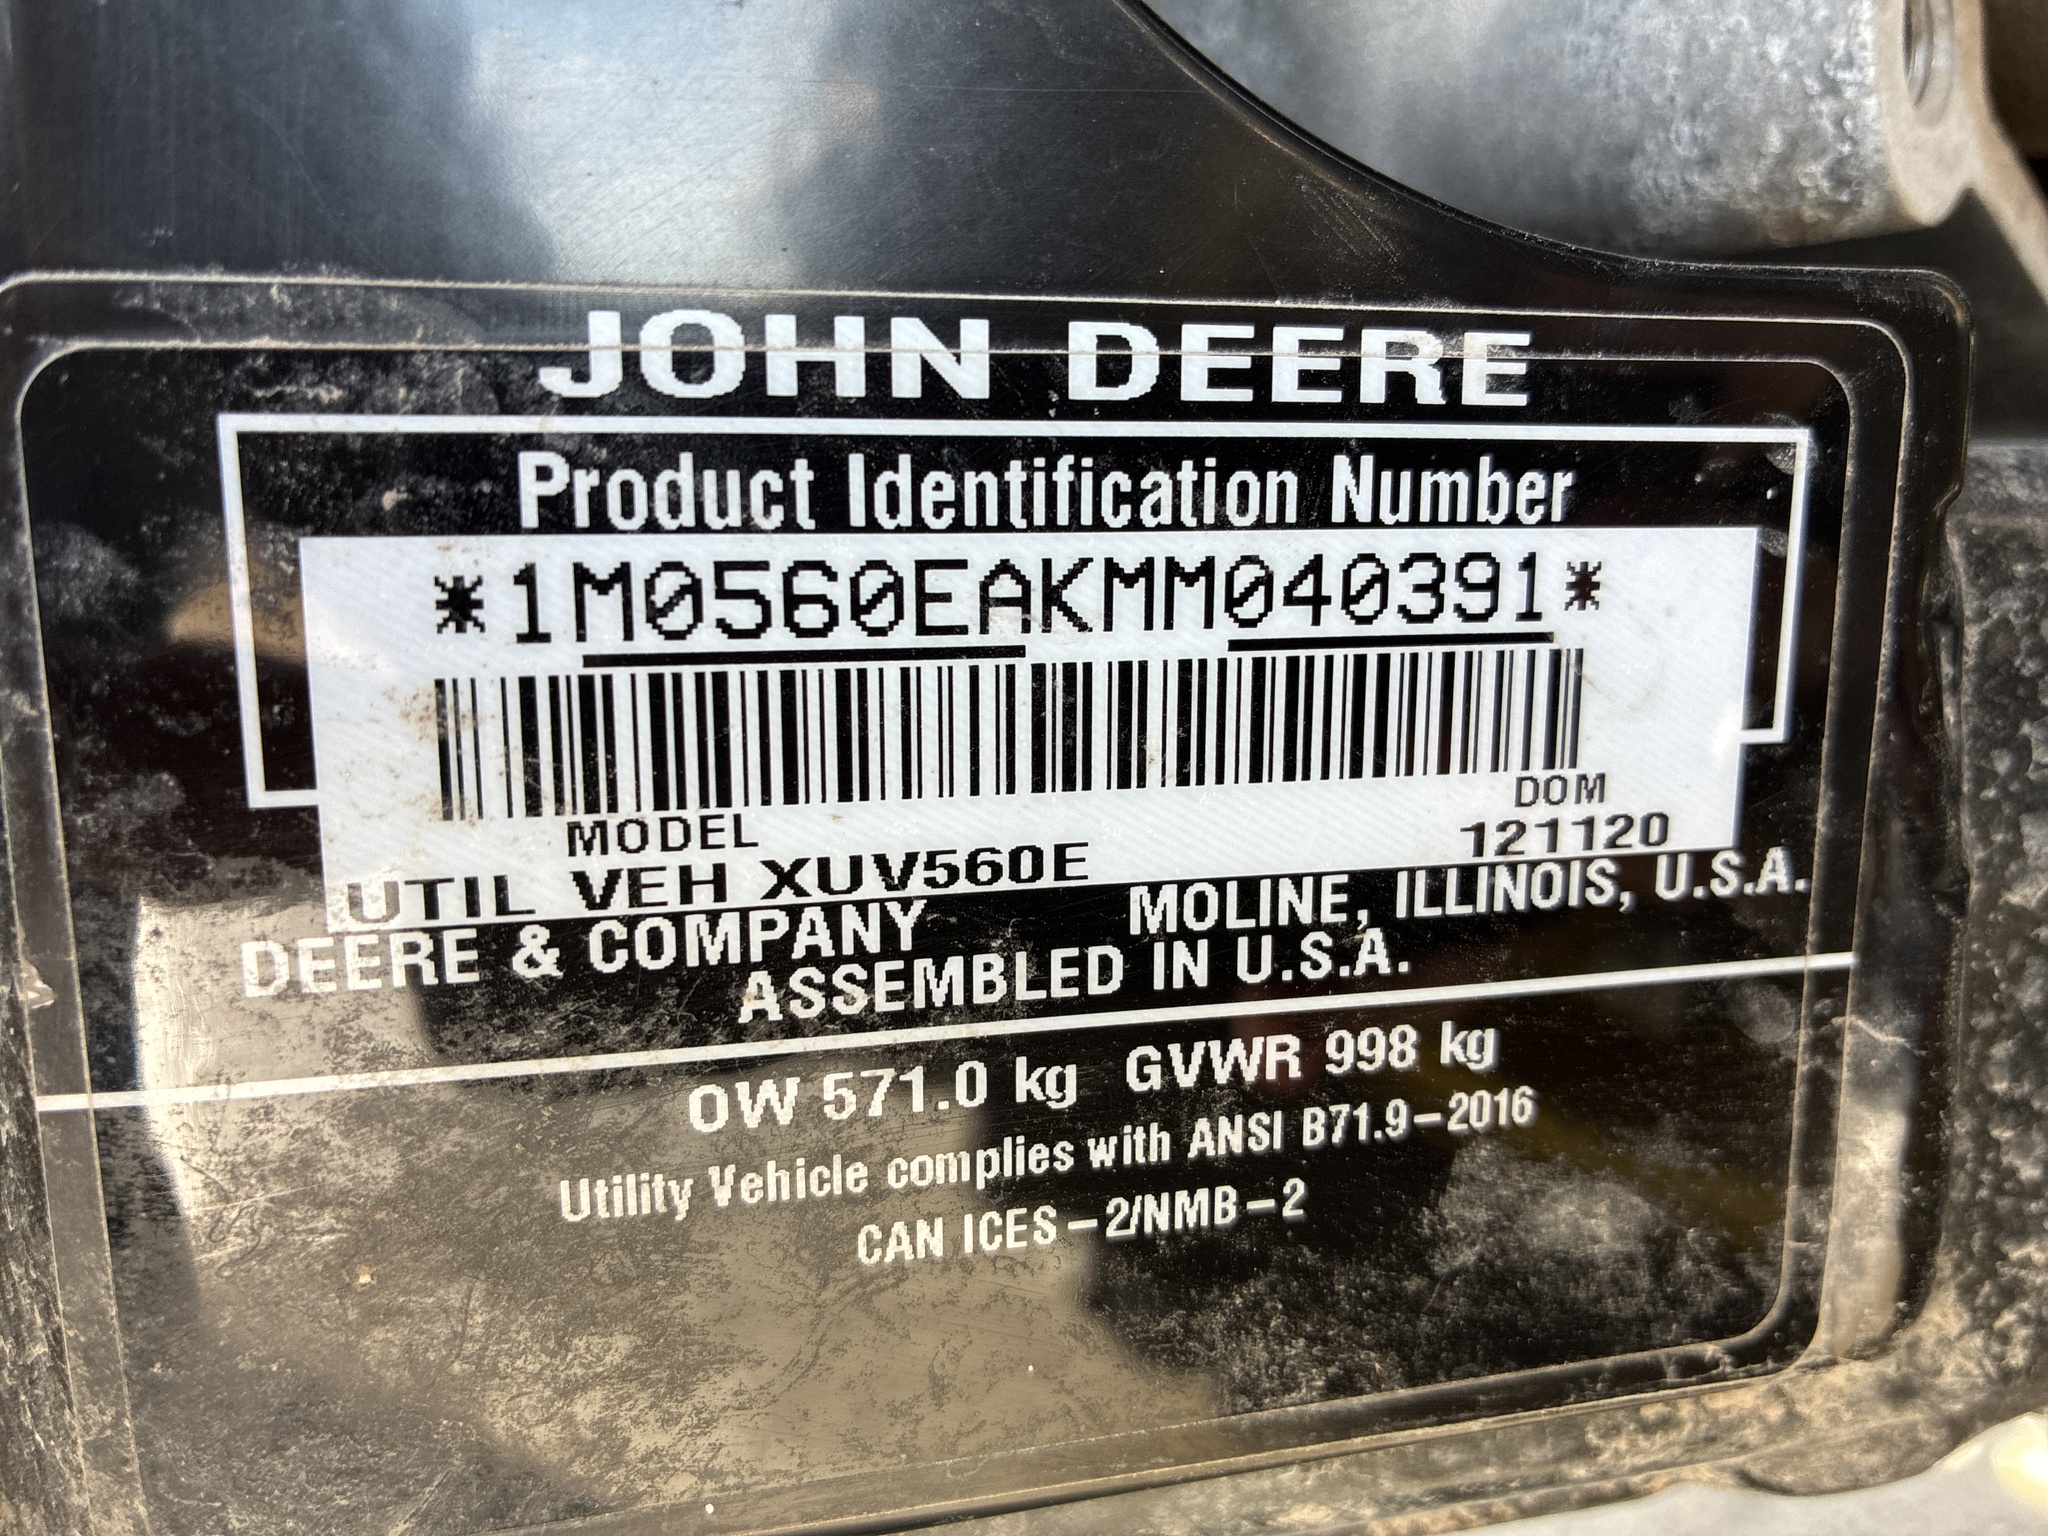 JOHN DEERE
Product Identification Number
*1M0560EAKMM040391*
MODEL
DOM
UTIL VEH XUV560E
121120
DEERE & COMPANY MOLINE, ILLINOIS, U.S.A.
ASSEMBLED IN U.S.A.
OW 571.0 kg GVWR 998 kg
Utility Vehicle complies with ANSI B71.9-2016
CAN ICES-2/NMB-2